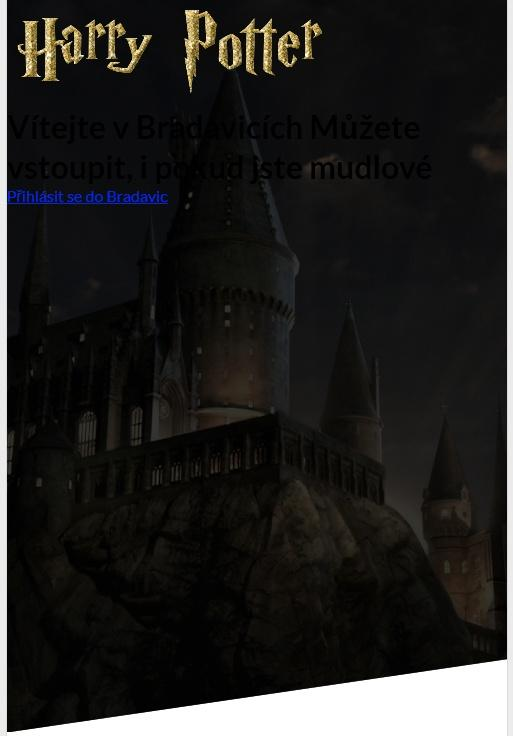 Harry Potter
Vítejte v Bradavicích Můžete
vstoupit, i pokud jste mudlové
Přihlásit se do Bradavic